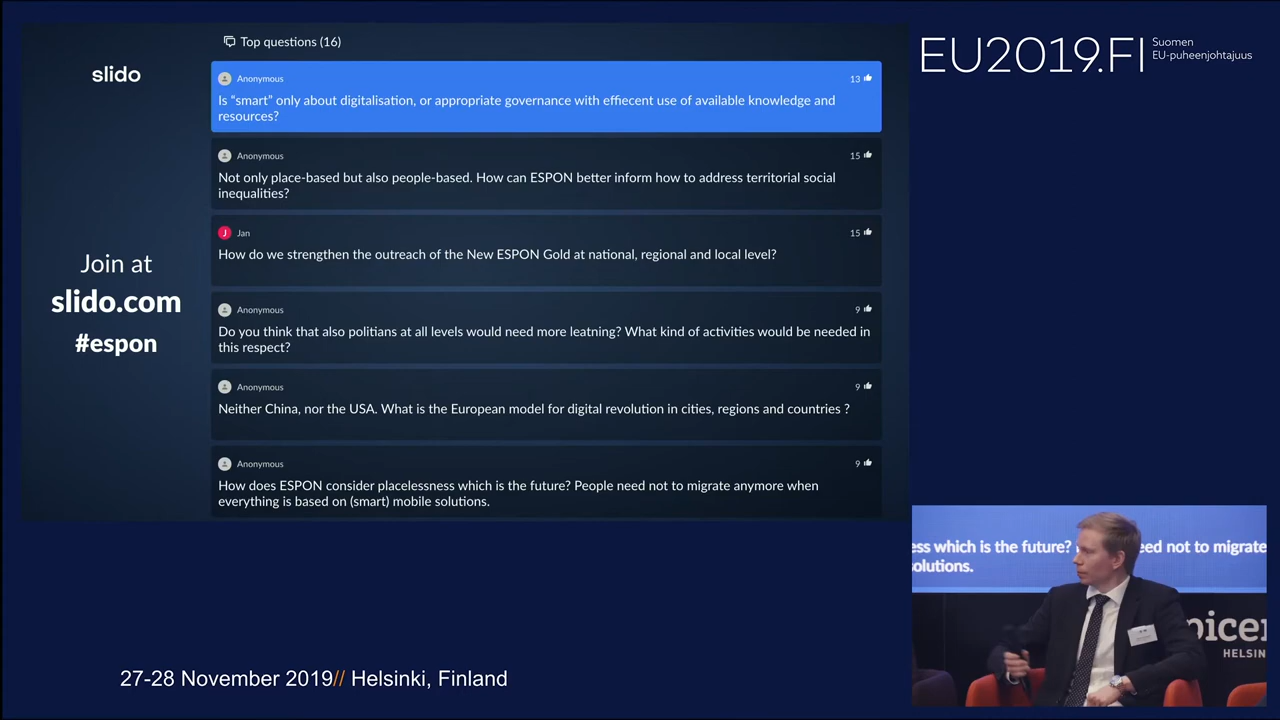 Top questions (16)
slido
Anonymous
13
Is “smart” only about digitalisation, or appropriate governance with effiecent use of available knowledge and
resources?
Anonymous
15
Not only place-based but also people-based. How can ESPON better inform how to address territorial social
inequalities?
J Jan
15
How do we strengthen the outreach of the New ESPON Gold at national, regional and local level?
Anonymous
9
Do you think that also politians at all levels would need more leatning? What kind of activities would be needed in
this respect?
Anonymous
9
Neither China, nor the USA. What is the European model for digital revolution in cities, regions and countries ?
Anonymous
9
How does ESPON consider placelessness which is the future? People need not to migrate anymore when
everything is based on (smart) mobile solutions.
Join at
slido.com
#espon
EU2019.FI
Suomen
EU-puheenjohtajuus
ess which is the future? eed not to migrate
olutions.
picen
HELSIN
27-28 November 2019// Helsinki, Finland